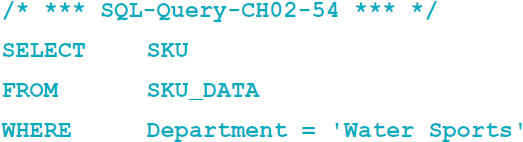 /* *** SQL-Query-CH02-54 *** */
SELECT SKU
FROM SKU_DATA
WHERE Department = 'Water Sports'